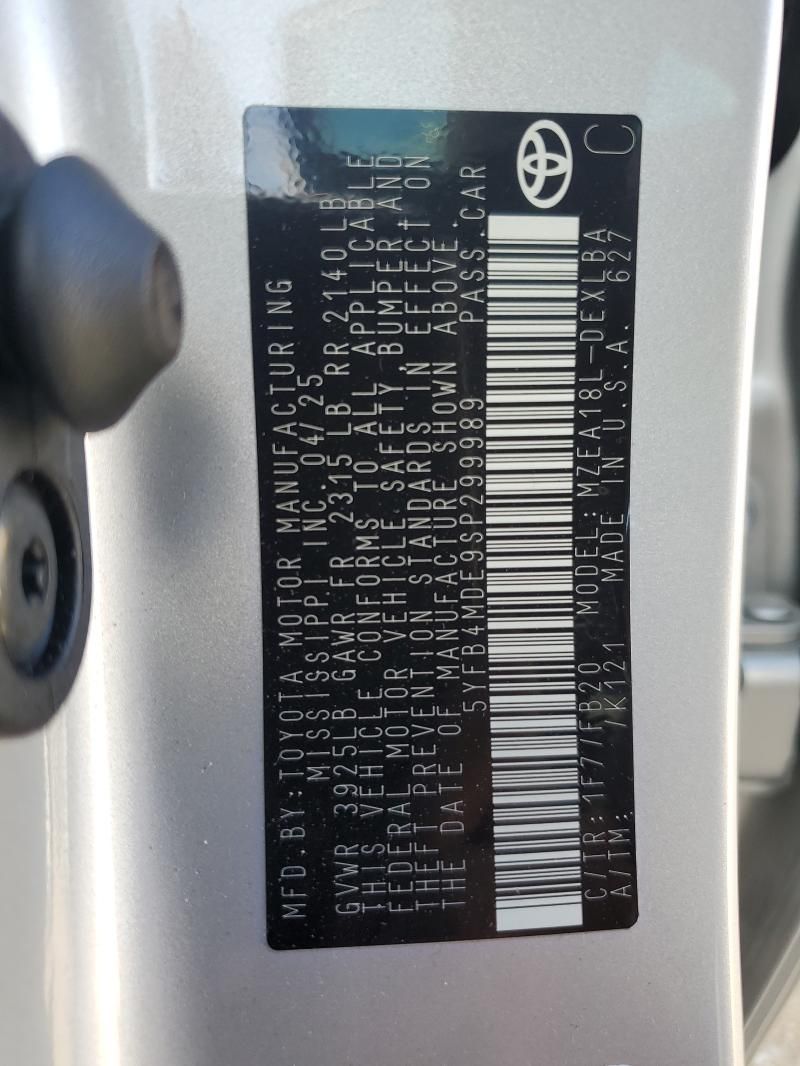 MFD.BY:TOYOTA MOTOR MANUFACTURING
MISSISSIPPI INC.04/25
GVWR 3925LB GAWR FR 2315 LB RR 2140LB
THIS VEHICLE CONFORMS TO ALL APPLICABLE
FEDERAL MOTOR VEHICLE SAFETY, BUMPER, AND
THEFT PREVENTION STANDARDS IN EFFECT ON
THE DATE OF MANUFACTURE SHOWN ABOVE.
5YFB4MDE9SP299989 PASS.CAR
C/TR:1F7/FB20 MODEL:MZEA18L-DEXLBA
A/TM: /K121 MADE IN U.S.A. 627
C